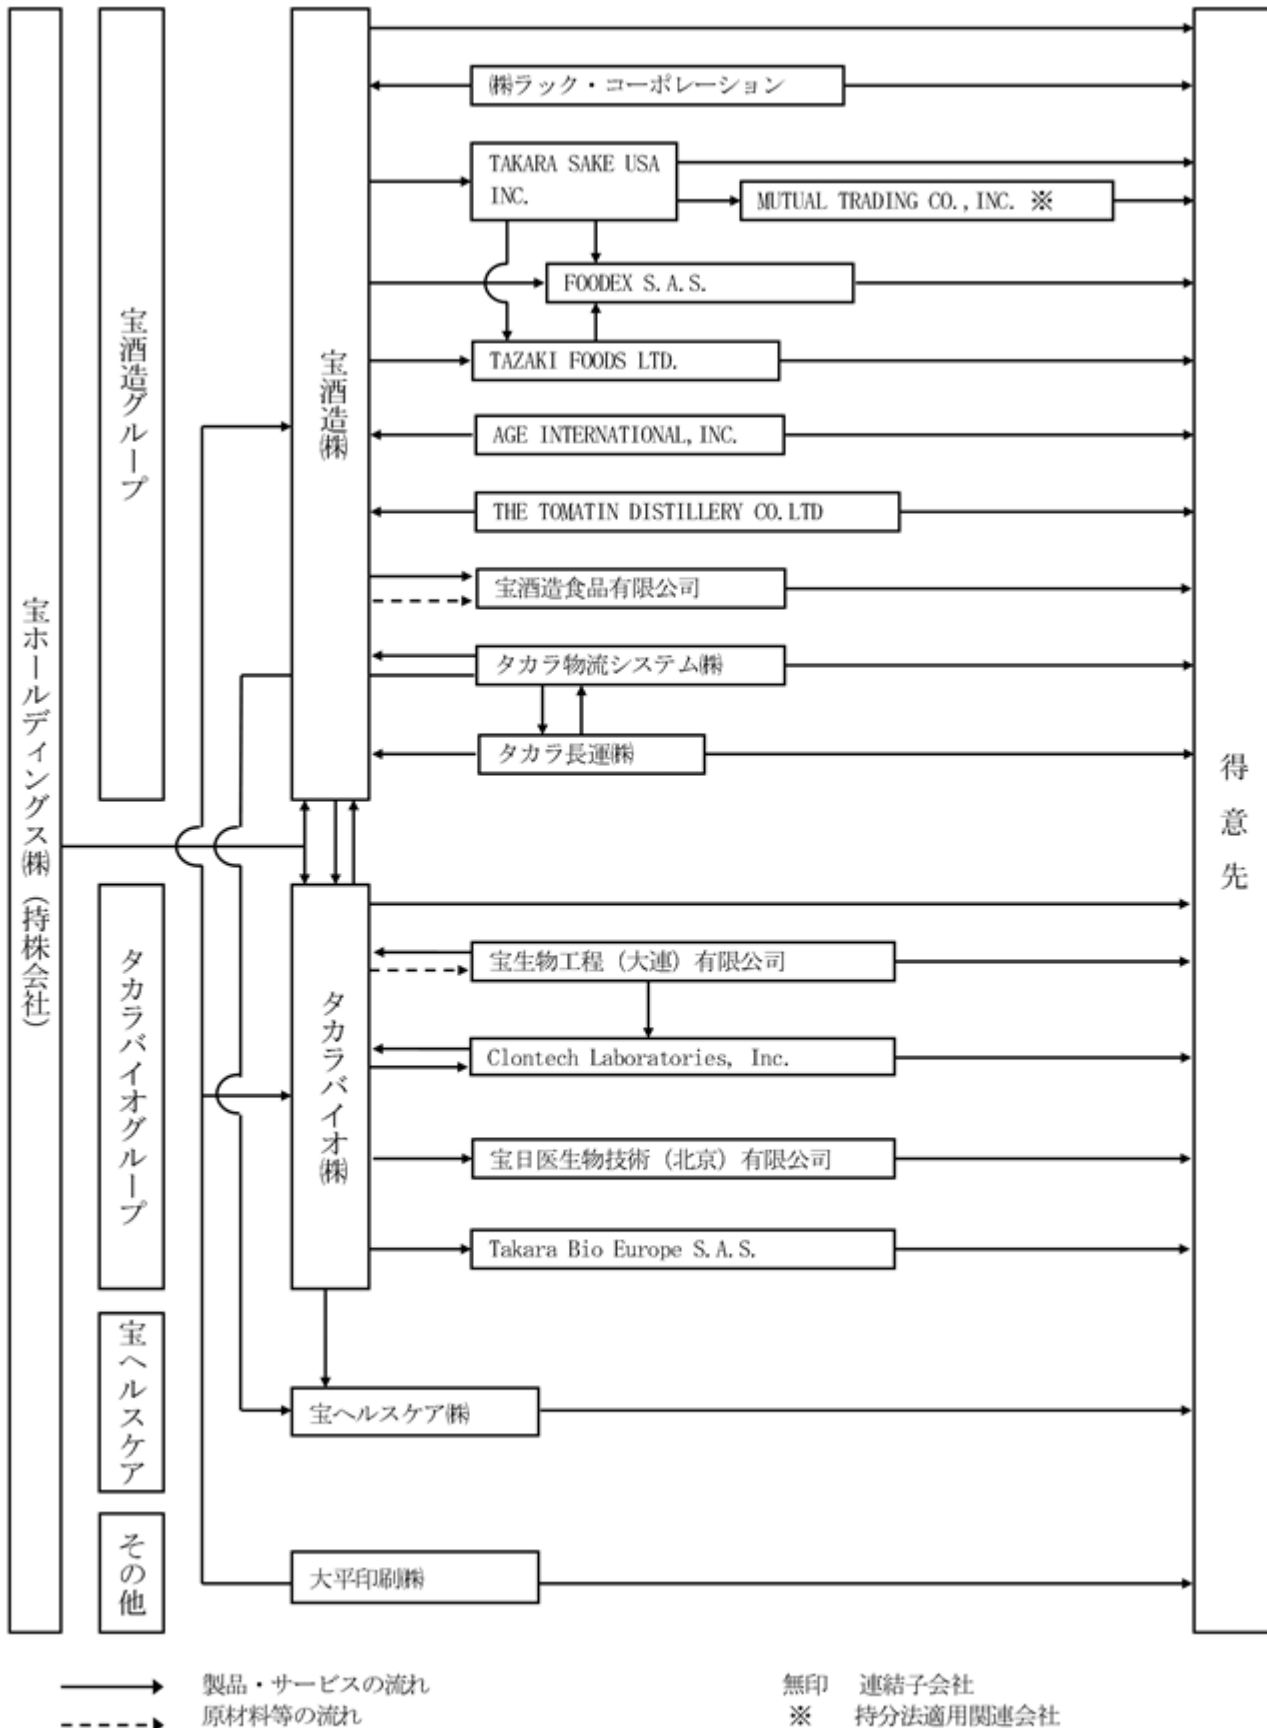 宝ホールディングス㈱（持株会社）
宝酒造グループ
宝酒造㈱
㈱ラック・コーポレーション
TAKARA SAKE USA
INC.
MUTUAL TRADING CO.,INC. ※
FOODEX S.A.S.
TAZAKI FOODS LTD.
AGE INTERNATIONAL,INC.
THE TOMATIN DISTILLERY CO.LTD
宝酒造食品有限公司
タカラ物流システム㈱
タカラ長運㈱
得意先
タカラバイオグループ
タカラバイオ㈱
宝生物工程（大連）有限公司
Clontech Laboratories, Inc.
宝日医生物技術（北京）有限公司
Takara Bio Europe S.A.S.
宝ヘルスケア
宝ヘルスケア㈱
その他
大平印刷㈱
製品・サービスの流れ
無印 連結子会社
原材料等の流れ
※ 持分法適用関連会社